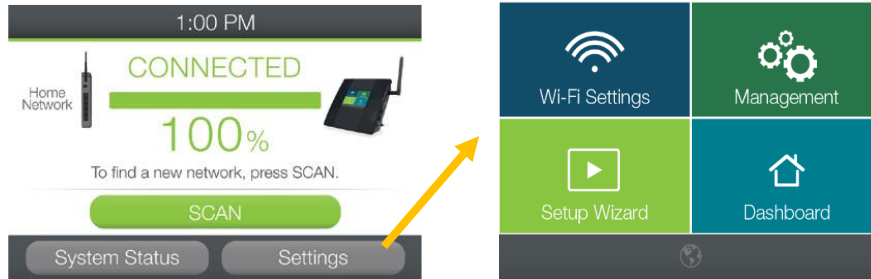 1:00 PM
CONNECTED
Home
Network
100%
To find a new network, press SCAN.
SCAN
System Status
Settings
Wi-Fi Settings
Management
Setup Wizard
Dashboard